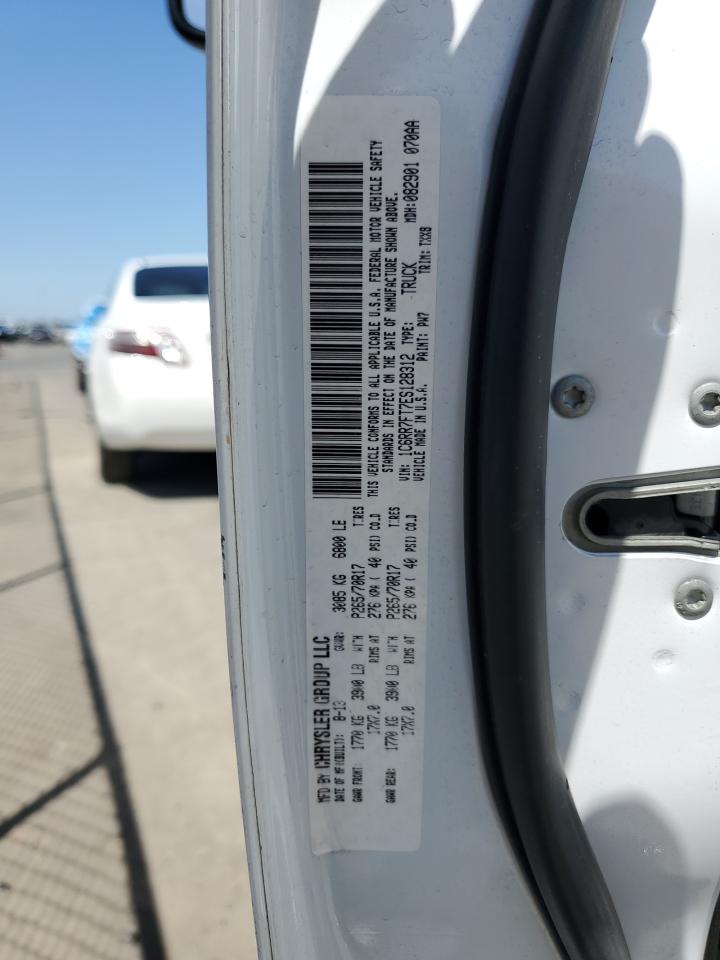 MFD BY CHRYSLER GROUP LLC
DATE OF MFR(BUILT): 8-13 GVWR: 3085 KG 6800 LB
GAWR FRONT: 1770 KG 3900 LB WITH P265/70R17 TIRES
17X7.0 RIMS AT 276 KPA ( 40 PSI) COLD
GAWR REAR: 1770 KG 3900 LB WITH P265/70R17 TIRES
17X7.0 RIMS AT 276 KPA ( 40 PSI) COLD
THIS VEHICLE CONFORMS TO ALL APPLICABLE U.S.A. FEDERAL MOTOR VEHICLE SAFETY
STANDARDS IN EFFECT ON THE DATE OF MANUFACTURE SHOWN ABOVE.
VIN: 1C6RR7FT7ES128312 TYPE: TRUCK MDH:082901 070AA
VEHICLE MADE IN U.S.A. PAINT: PW7 TRIM: TXX8